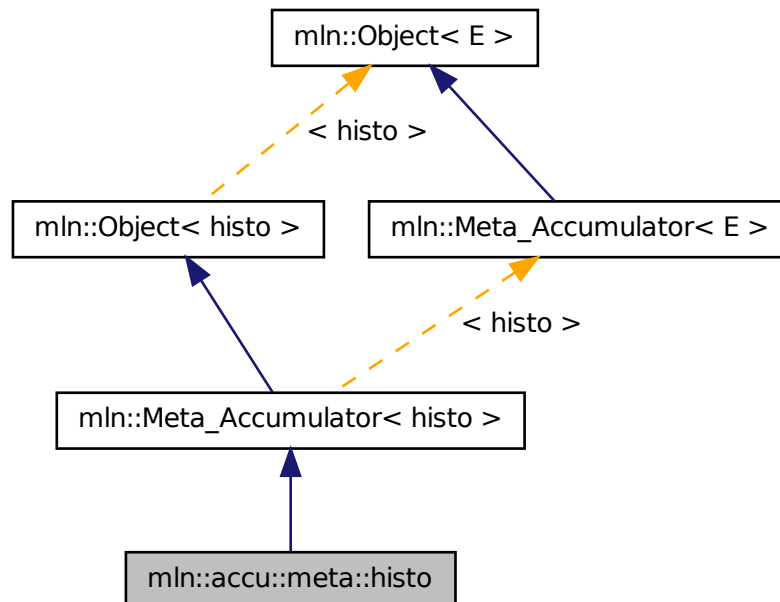 mln::Object< E >
< histo >
mln::Object< histo >
mln::Meta_Accumulator< E >
< histo >
mln::Meta_Accumulator< histo >
mln::accu::meta::histo